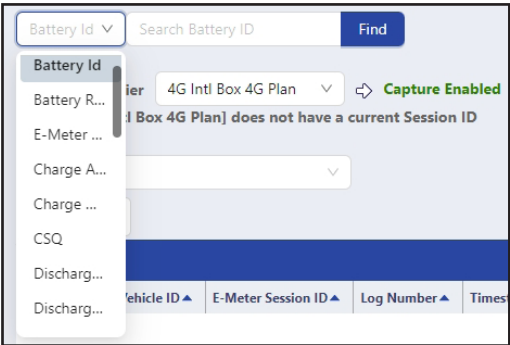 Battery Id Search Battery ID Find
Battery Id
Battery R... ier 4G Intl Box 4G Plan Capture Enabled
l Box 4G Plan] does not have a current Session ID
E-Meter ...
Charge A...
Charge ...
CSQ
Discharg...
Discharg... ehicle ID E-Meter Session ID Log Number Timest